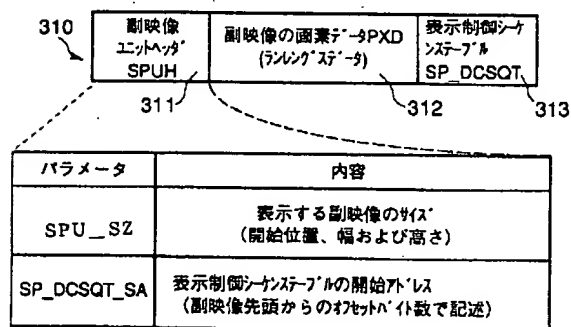 310
副映像
ユニットヘッダ
SPUH
副映像の画素データPXD
(ランレングスデータ)
表示制御シーケ
ンステーブル
SP_DCSQT
311
312
313
パラメータ
内容
SPU_SZ
表示する副映像のサイズ
(開始位置、幅および高さ)
SP_DCSQT_SA
表示制御シーケンステーブルの開始アドレス
(副映像先頭からのオフセットバイト数で記述)